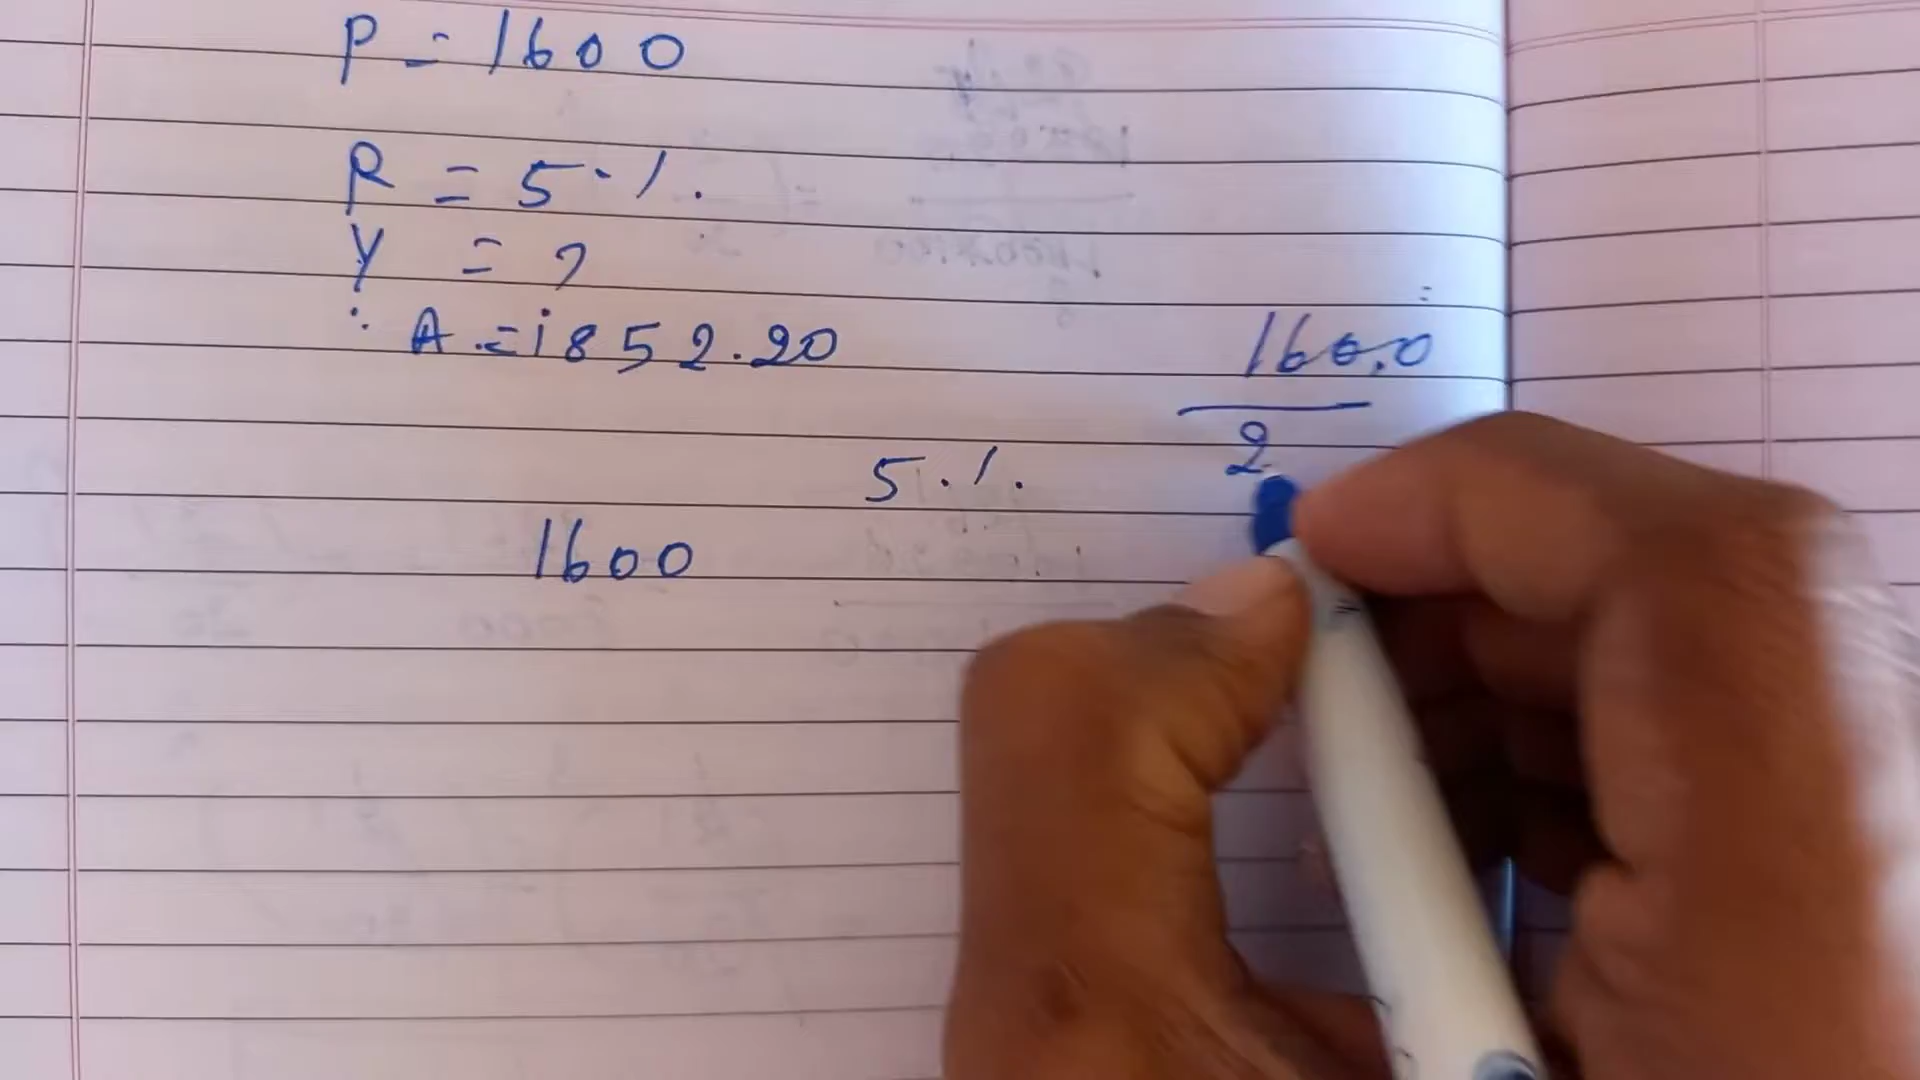 P = 1600
R = 5 %
Y = ?
∴ A = 1852.20
160.0
2
5 %
1600